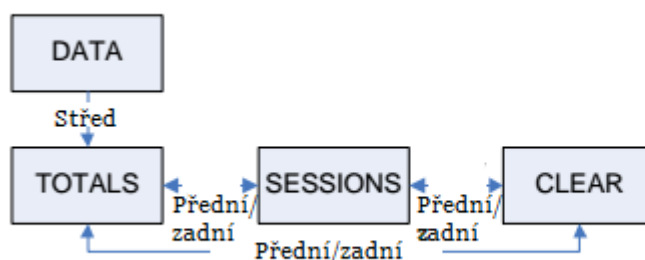 DATA
Střed
TOTALS
SESSIONS
CLEAR
Přední/
zadní
Přední/
zadní
Přední/zadní